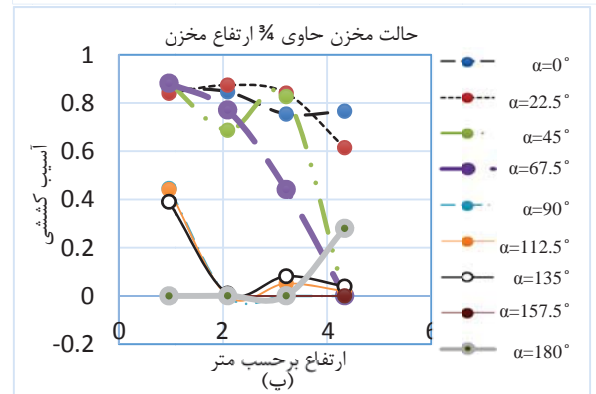 حالت مخزن حاوی ¾ ارتفاع مخزن
1
0.8
0.6
0.4
0.2
0
-0.2
آسیب کششی
0 2 4 6
ارتفاع برحسب متر
(پ)
α=0°
α=22.5°
α=45°
α=67.5°
α=90°
α=112.5°
α=135°
α=157.5°
α=180°